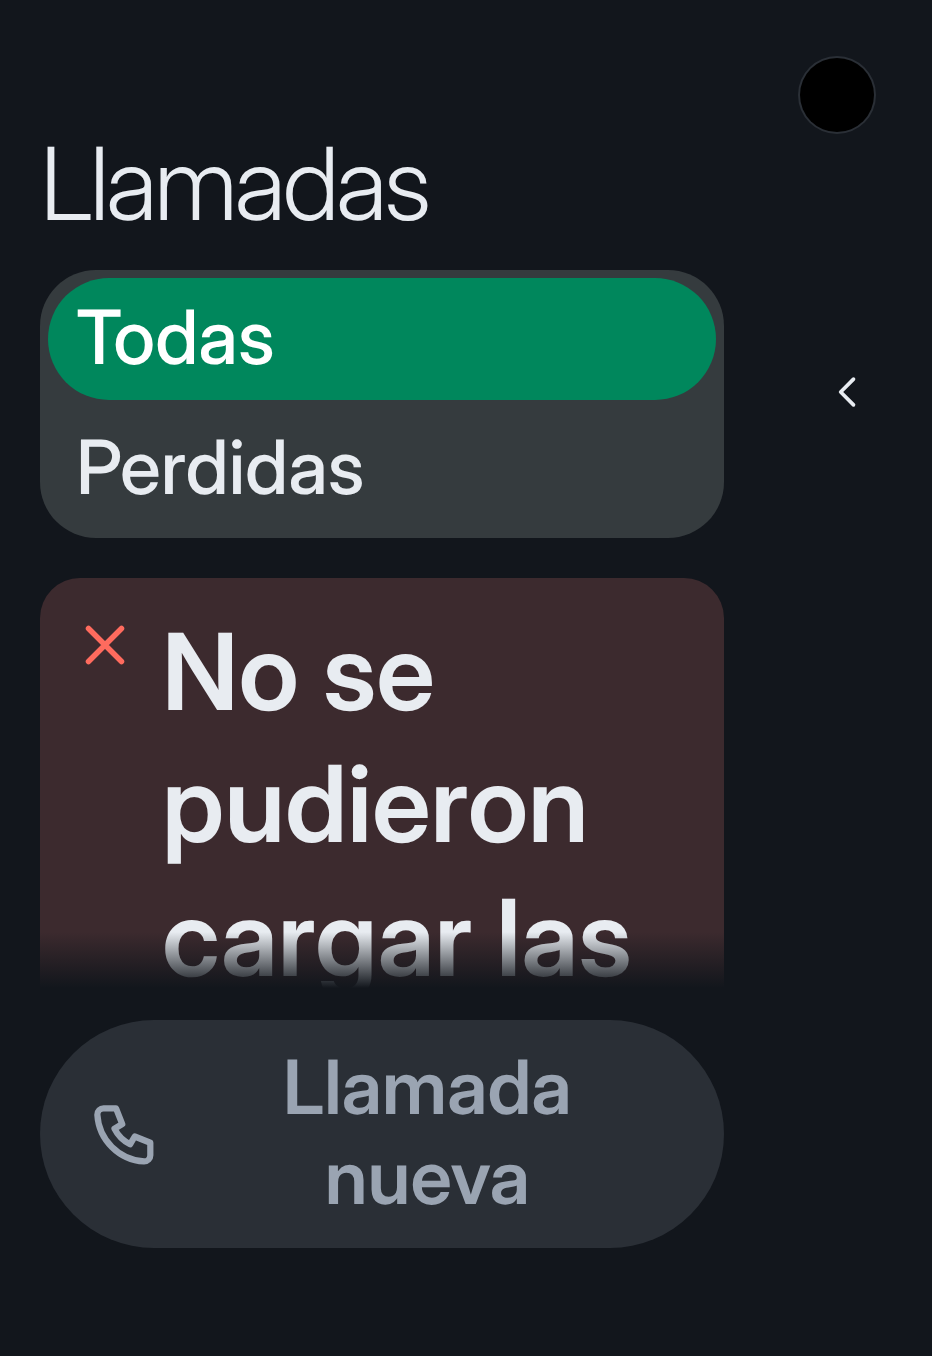 Llamadas
Todas
Perdidas
No se
pudieron
cargar las
Llamada
nueva